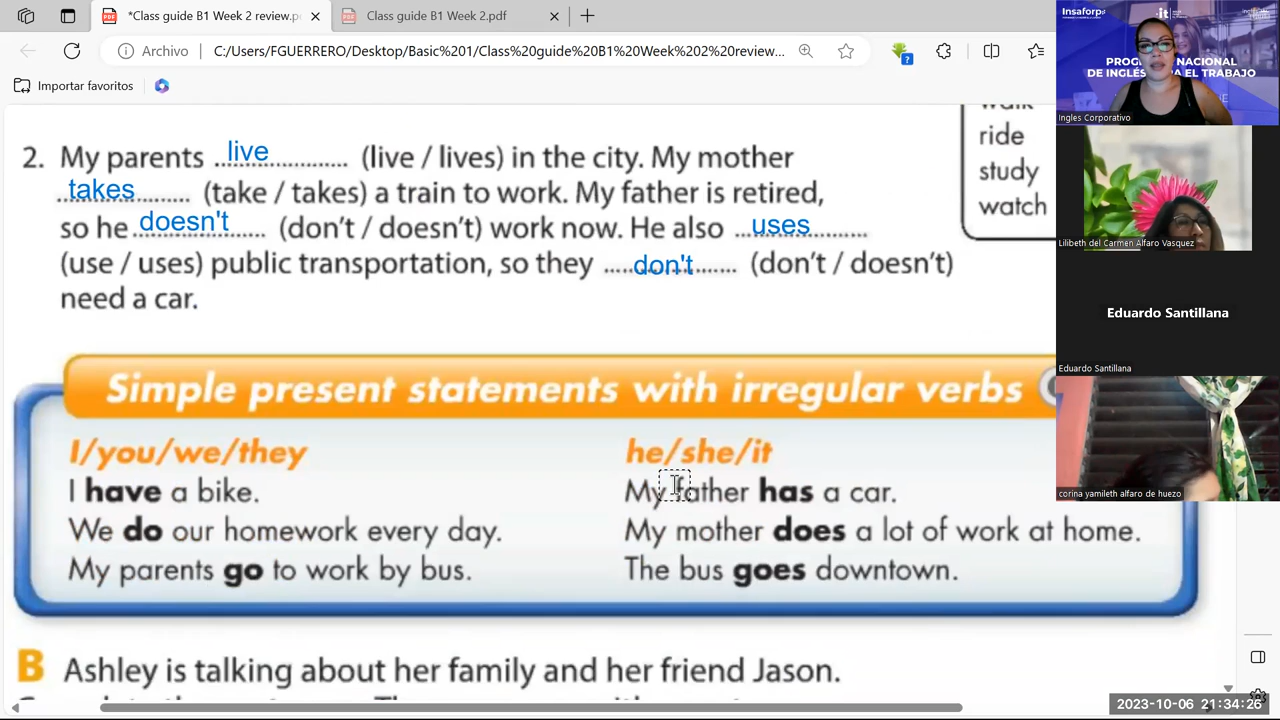 *Class guide B1 Week 2 review.p
Class guide B1 Week 2.pdf
Archivo
C:/Users/FGUERRERO/Desktop/Basic%201/Class%20guide%20B1%20Week%202%20review...
Importar favoritos
walk
ride
study
watch
2. My parents live (live / lives) in the city. My mother
takes (take / takes) a train to work. My father is retired,
so he doesn't (don't / doesn't) work now. He also uses
(use / uses) public transportation, so they don't (don't / doesn't)
need a car.
Simple present statements with irregular verbs
I/you/we/they
I have a bike.
We do our homework every day.
My parents go to work by bus.
he/she/it
My father has a car.
My mother does a lot of work at home.
The bus goes downtown.
B Ashley is talking about her family and her friend Jason.
Insaforp
Ingles Corporativo
Lilibeth del Carmen Alfaro Vasquez
Eduardo Santillana
Eduardo Santillana
corina yamileth alfaro de huezo
2023-10-06 21:34:26